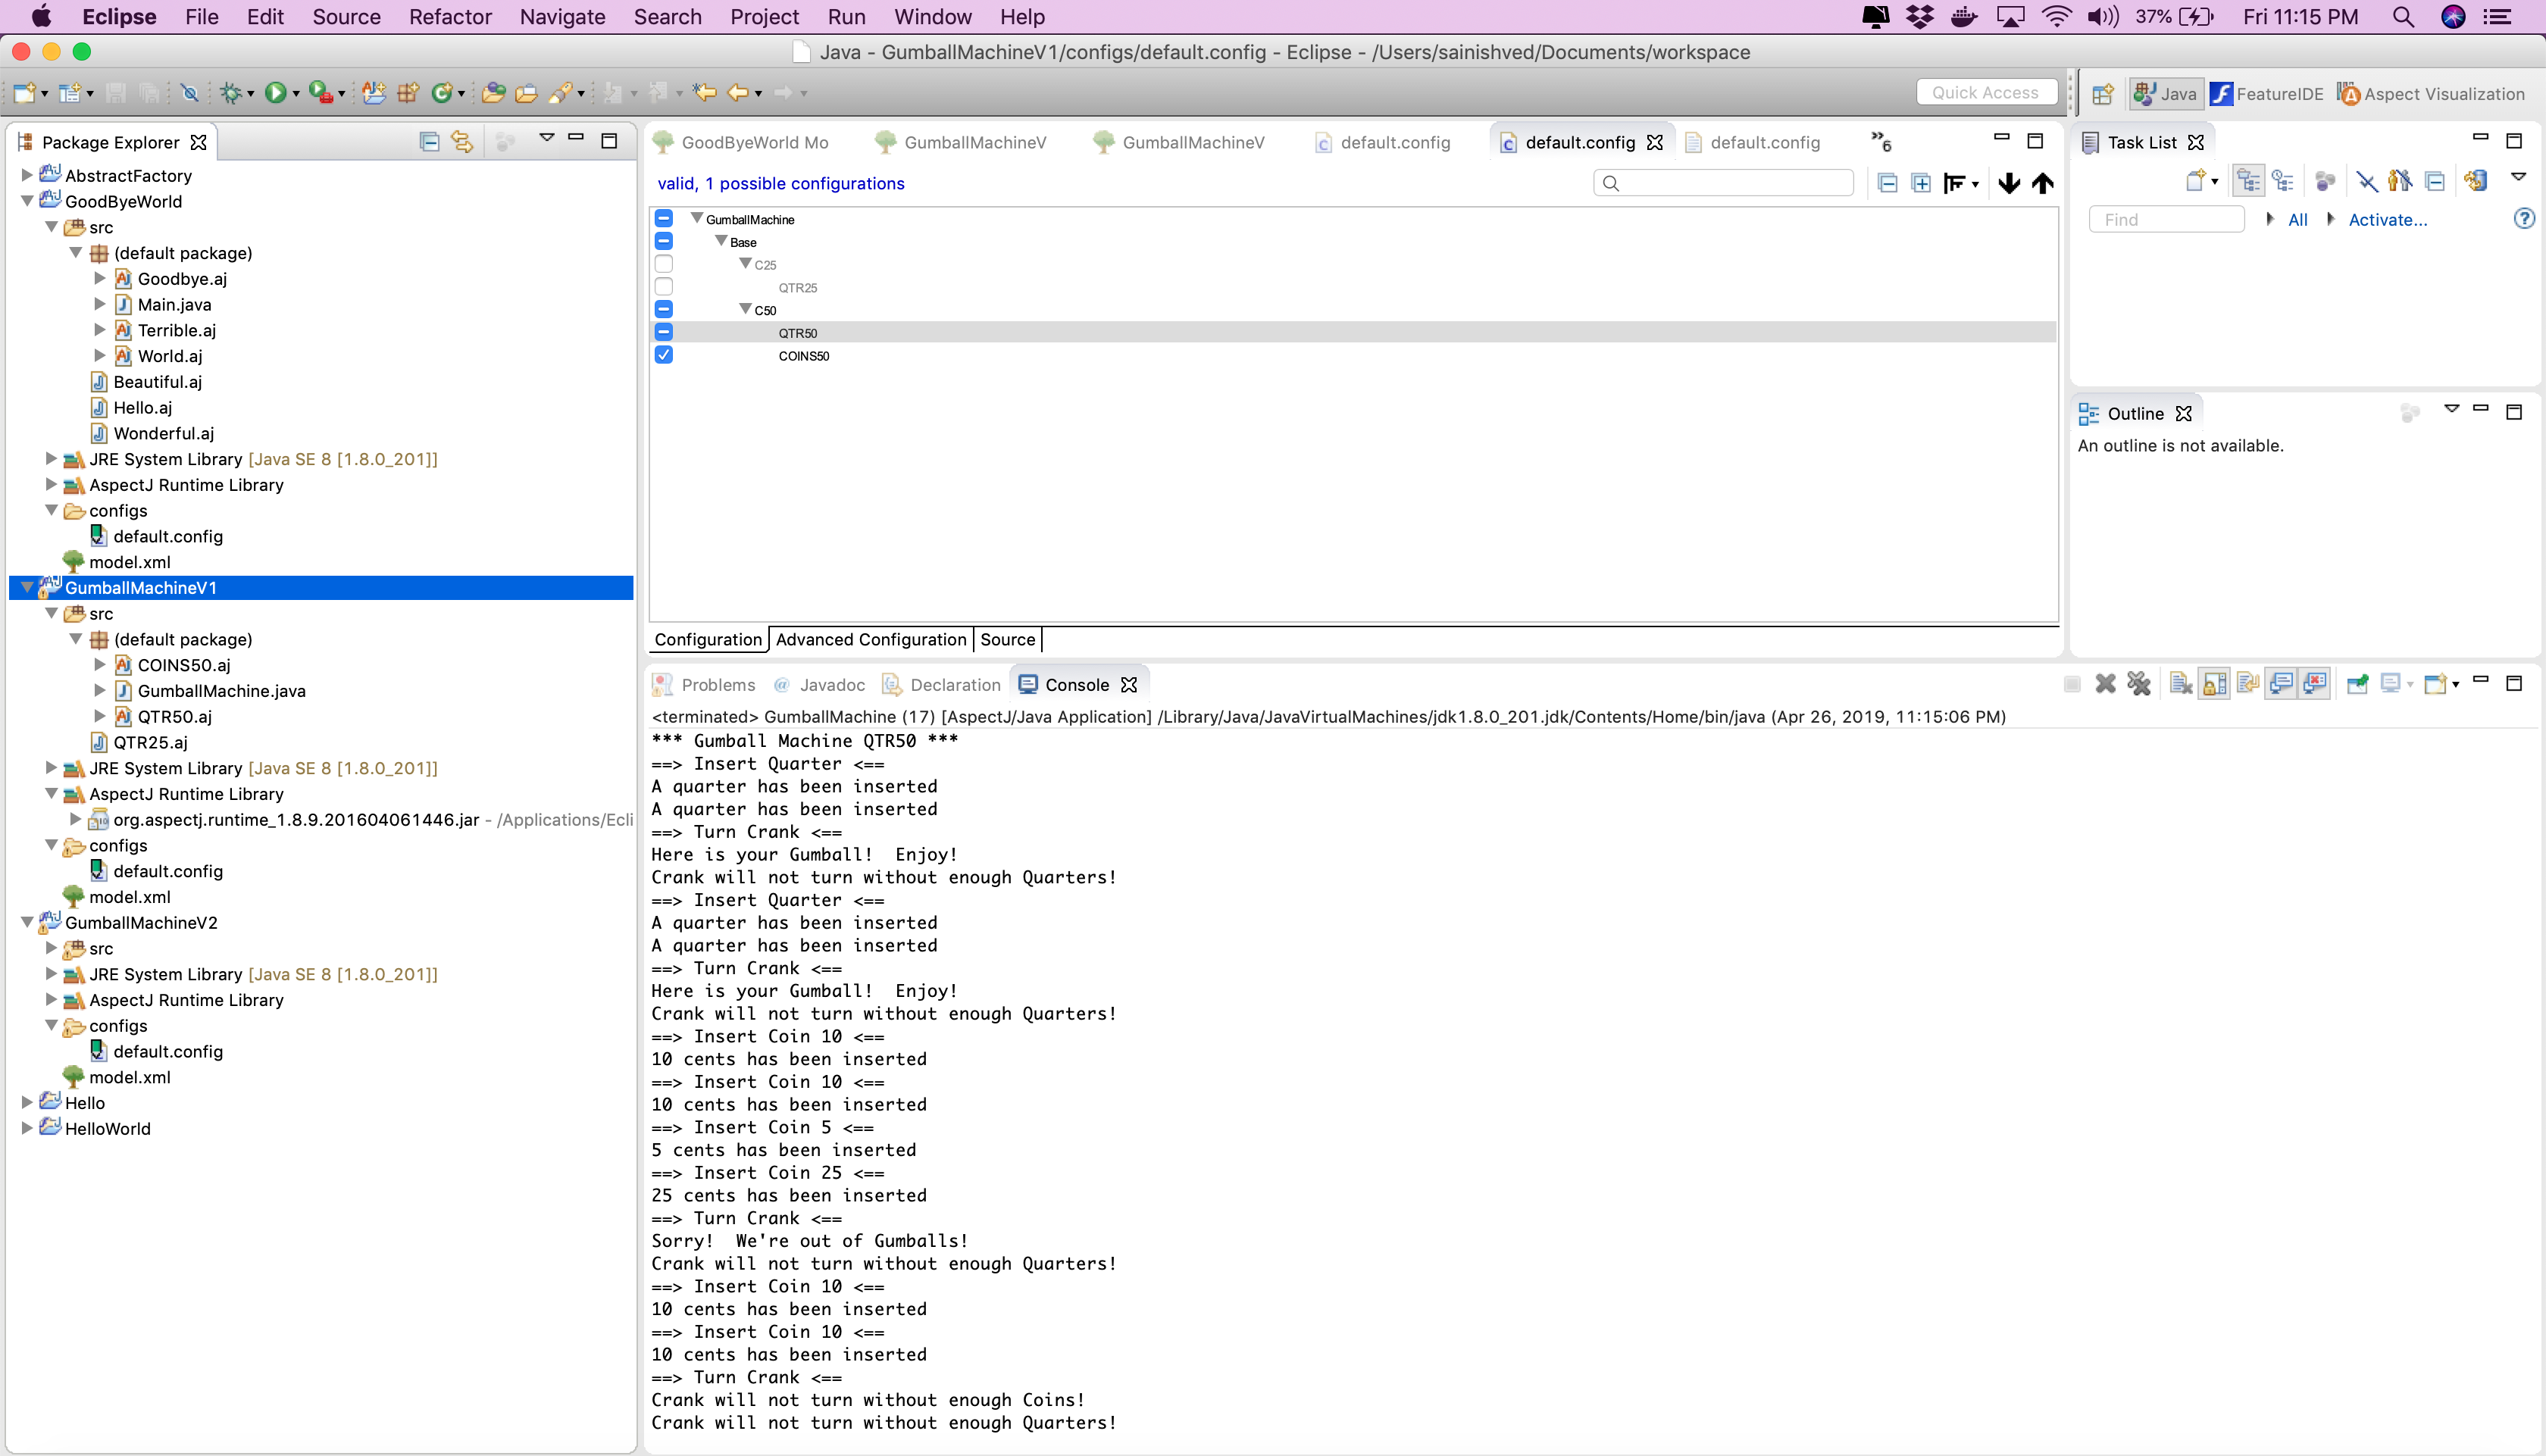 Eclipse File Edit Source Refactor Navigate Search Project Run Window Help 37% Fri 11:15 PM
Java - GumballMachineV1/configs/default.config - Eclipse - /Users/sainishved/Documents/workspace
Quick Access Java FeatureIDE Aspect Visualization
Package Explorer
AbstractFactory
GoodByeWorld
src
(default package)
Goodbye.aj
Main.java
Terrible.aj
World.aj
Beautiful.aj
Hello.aj
Wonderful.aj
JRE System Library [Java SE 8 [1.8.0_201]]
AspectJ Runtime Library
configs
default.config
model.xml
GumballMachineV1
src
(default package)
COINS50.aj
GumballMachine.java
QTR50.aj
QTR25.aj
JRE System Library [Java SE 8 [1.8.0_201]]
AspectJ Runtime Library
org.aspectj.runtime_1.8.9.201604061446.jar - /Applications/Ecli
configs
default.config
model.xml
GumballMachineV2
src
JRE System Library [Java SE 8 [1.8.0_201]]
AspectJ Runtime Library
configs
default.config
model.xml
Hello
HelloWorld
GoodByeWorld Mo GumballMachineV GumballMachineV default.config default.config default.config »6
valid, 1 possible configurations
GumballMachine
Base
C25
QTR25
C50
QTR50
COINS50
Configuration Advanced Configuration Source
Task List
Find All Activate...
Outline
An outline is not available.
Problems @ Javadoc Declaration Console
<terminated> GumballMachine (17) [AspectJ/Java Application] /Library/Java/JavaVirtualMachines/jdk1.8.0_201.jdk/Contents/Home/bin/java (Apr 26, 2019, 11:15:06 PM)
*** Gumball Machine QTR50 ***
==> Insert Quarter <==
A quarter has been inserted
A quarter has been inserted
==> Turn Crank <==
Here is your Gumball!  Enjoy!
Crank will not turn without enough Quarters!
==> Insert Quarter <==
A quarter has been inserted
A quarter has been inserted
==> Turn Crank <==
Here is your Gumball!  Enjoy!
Crank will not turn without enough Quarters!
==> Insert Coin 10 <==
10 cents has been inserted
==> Insert Coin 10 <==
10 cents has been inserted
==> Insert Coin 5 <==
5 cents has been inserted
==> Insert Coin 25 <==
25 cents has been inserted
==> Turn Crank <==
Sorry!  We're out of Gumballs!
Crank will not turn without enough Quarters!
==> Insert Coin 10 <==
10 cents has been inserted
==> Insert Coin 10 <==
10 cents has been inserted
==> Turn Crank <==
Crank will not turn without enough Coins!
Crank will not turn without enough Quarters!